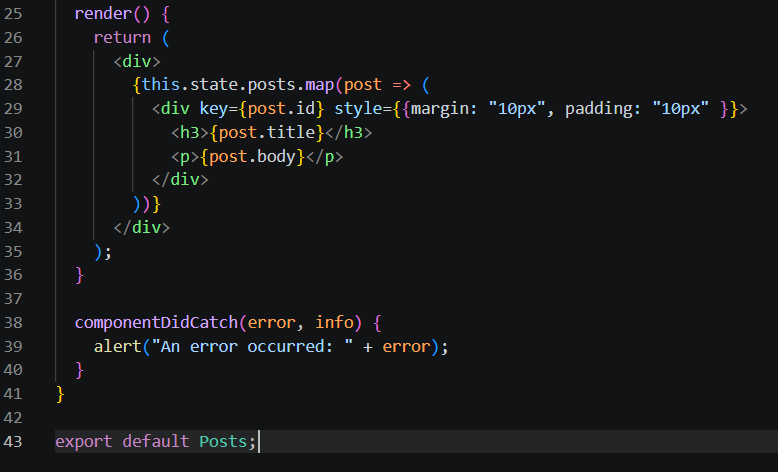 25 render() {
26 return (
27 <div>
28 {this.state.posts.map(post => (
29 <div key={post.id} style={{margin: "10px", padding: "10px" }}>
30 <h3>{post.title}</h3>
31 <p>{post.body}</p>
32 </div>
33 ))}
34 </div>
35 );
36 }
37
38 componentDidCatch(error, info) {
39 alert("An error occurred: " + error);
40 }
41 }
42
43 export default Posts;